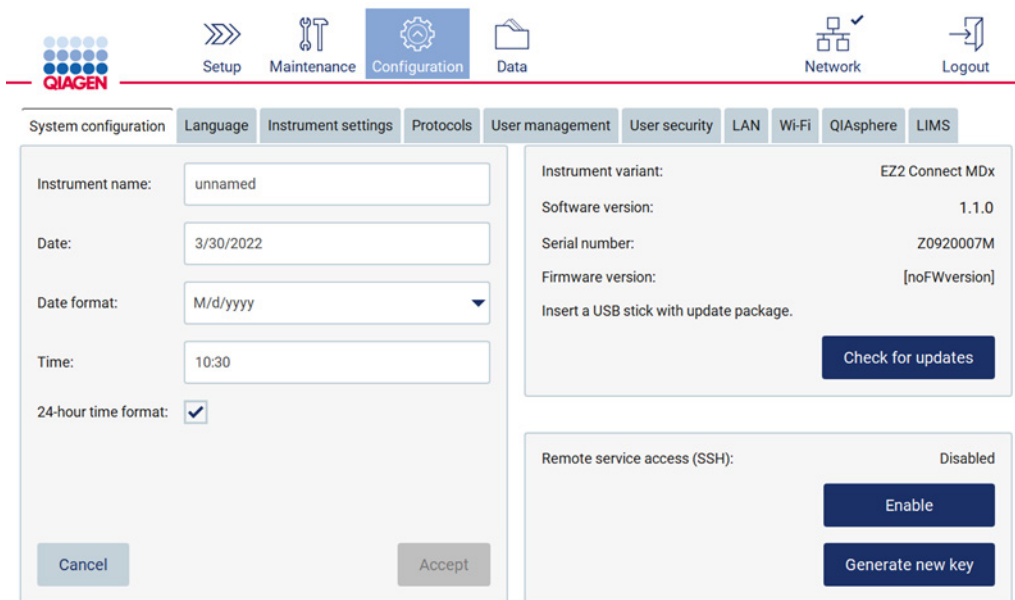 QIAGEN
Setup
Maintenance
Configuration
Data
Network
Logout
System configuration
Language
Instrument settings
Protocols
User management
User security
LAN
Wi-Fi
QIAsphere
LIMS
Instrument name:
unnamed
Date:
3/30/2022
Date format:
M/d/yyyy
Time:
10:30
24-hour time format:
Cancel
Accept
Instrument variant:
EZ2 Connect MDx
Software version:
1.1.0
Serial number:
Z0920007M
Firmware version:
[noFWversion]
Insert a USB stick with update package.
Check for updates
Remote service access (SSH):
Disabled
Enable
Generate new key